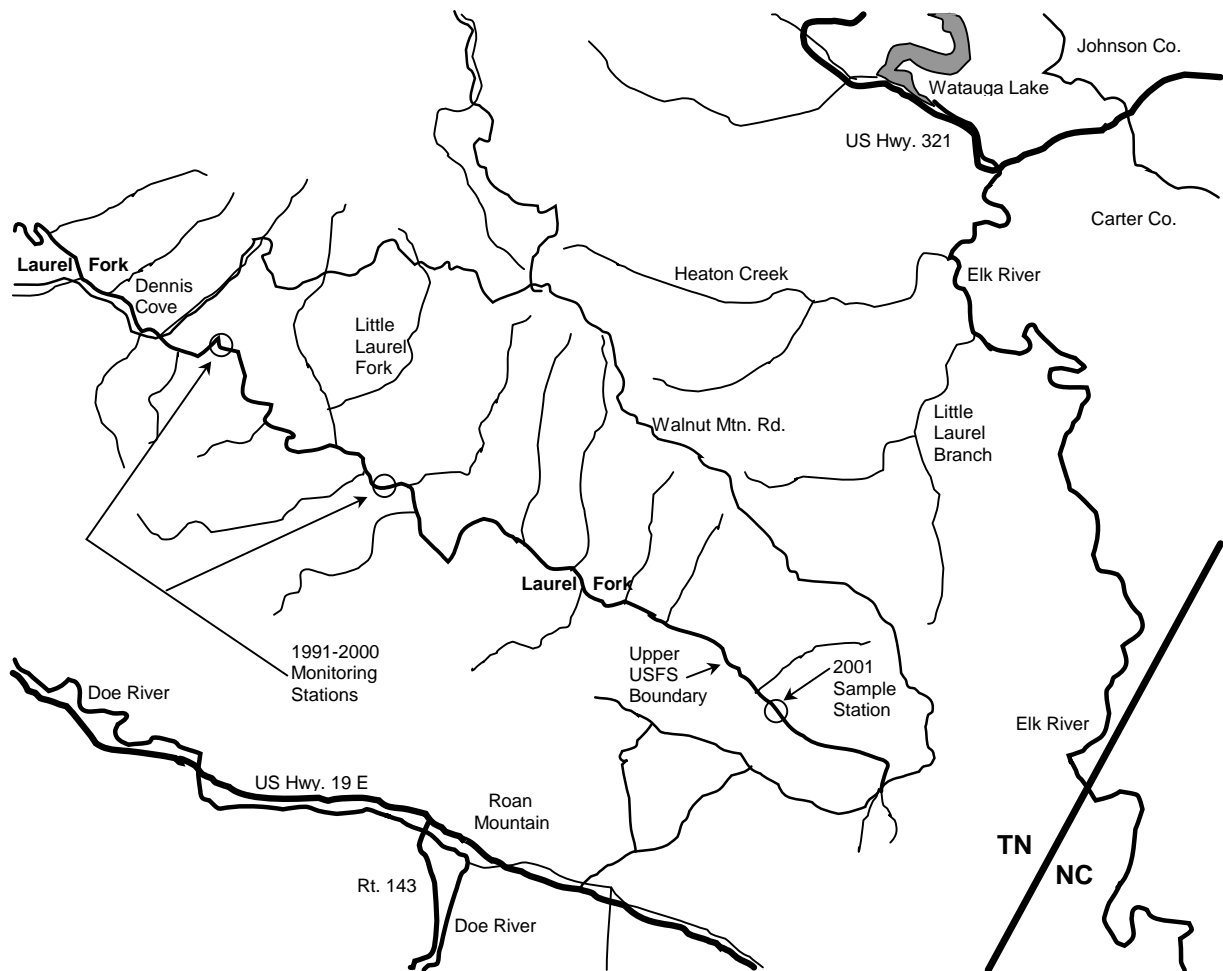 Johnson Co.
Watauga Lake
US Hwy. 321
Carter Co.
Laurel Fork
Dennis
Cove
Heaton Creek
Elk River
Little
Laurel
Fork
Walnut Mtn. Rd.
Little
Laurel
Branch
Laurel Fork
1991-2000
Monitoring
Stations
Upper
USFS
Boundary
2001
Sample
Station
Doe River
Elk River
US Hwy. 19 E
Roan
Mountain
TN
NC
Rt. 143
Doe River